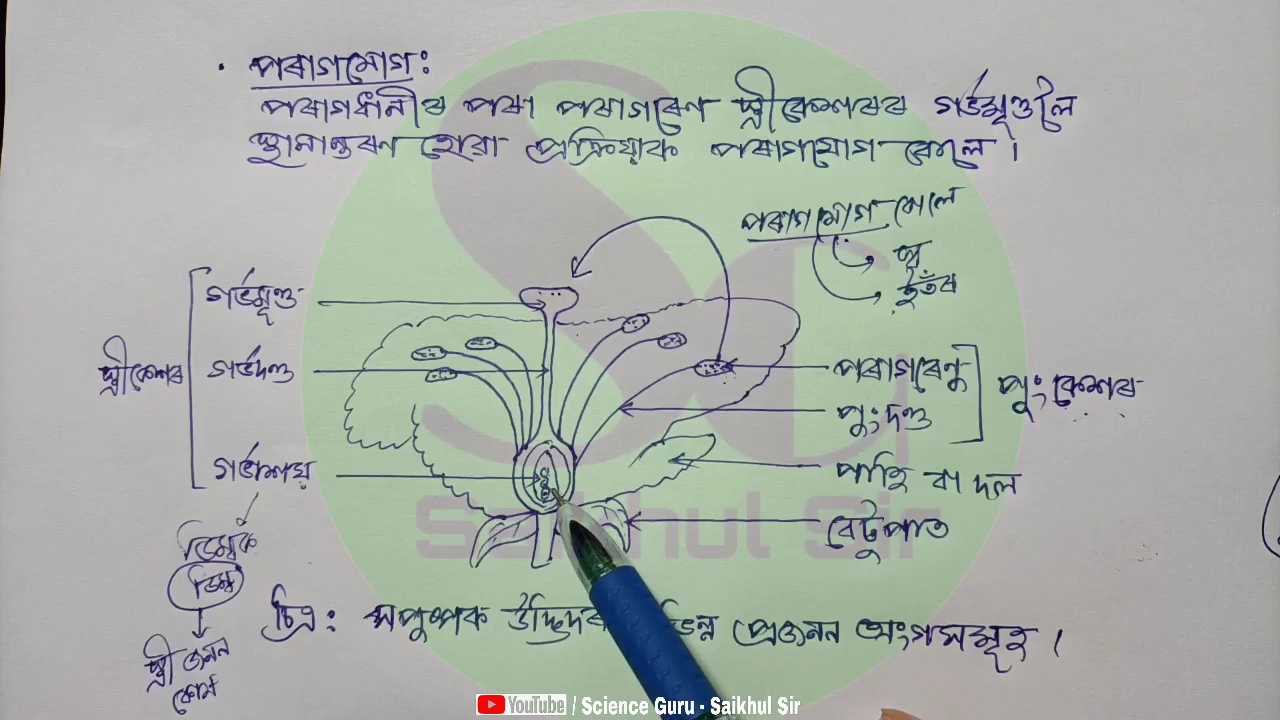 • পৰাগযোগ :
পৰাগধানীৰ পৰা পৰাগৰেণু স্ত্ৰীকেশৰৰ গৰ্ভমুণ্ডলৈ
স্থানান্তৰণ হোৱা প্ৰক্ৰিয়াক পৰাগযোগ বোলে ।
পৰাগযোগ বোলে
স্ব
ইতৰ
গৰ্ভমুণ্ড
স্ত্ৰীকেশৰ
গৰ্ভদণ্ড
গৰ্ভাশয়
পৰাগৰেণু
পুং দণ্ড
পুং কেশৰ
পাহি বা দল
বেটুপাত
ডিম্বক
ডিম্ব
স্ত্ৰী জনন
কোষ
চিত্ৰ : সপুষ্পক উদ্ভিদৰ প্ৰজনন অংগসমূহ ।
Saikhul Sir
YouTube / Science Guru - Saikhul Sir